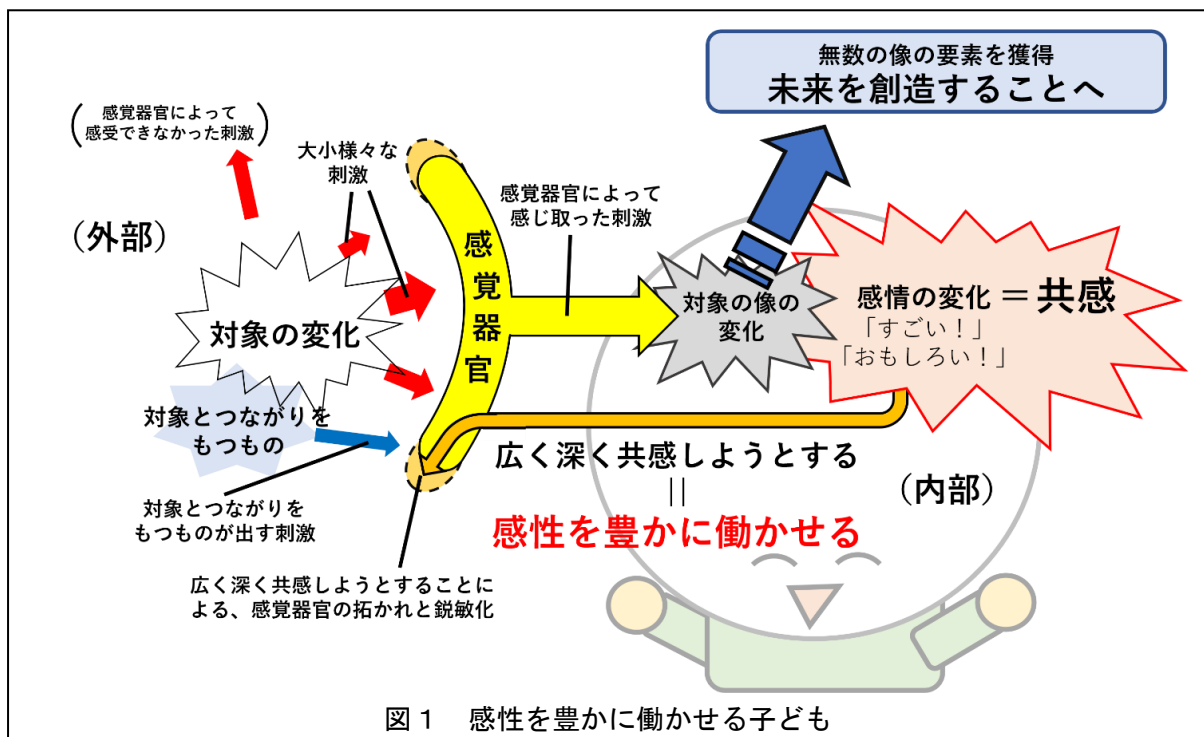 無数の像の要素を獲得
未来を創造することへ
（感覚器官によって
感受できなかった刺激）
大小様々な
刺激
感覚器官によって
感じ取った刺激
（外部）
感覚器官
対象の変化
対象の像の
変化
感情の変化＝共感
「すごい！」
「おもしろい！」
対象とつながりを
もつもの
広く深く共感しようとする
||
感性を豊かに働かせる
（内部）
対象とつながりを
もつものが出す刺激
広く深く共感しようとすることに
よる、感覚器官の拓かれと鋭敏化
図１　感性を豊かに働かせる子ども